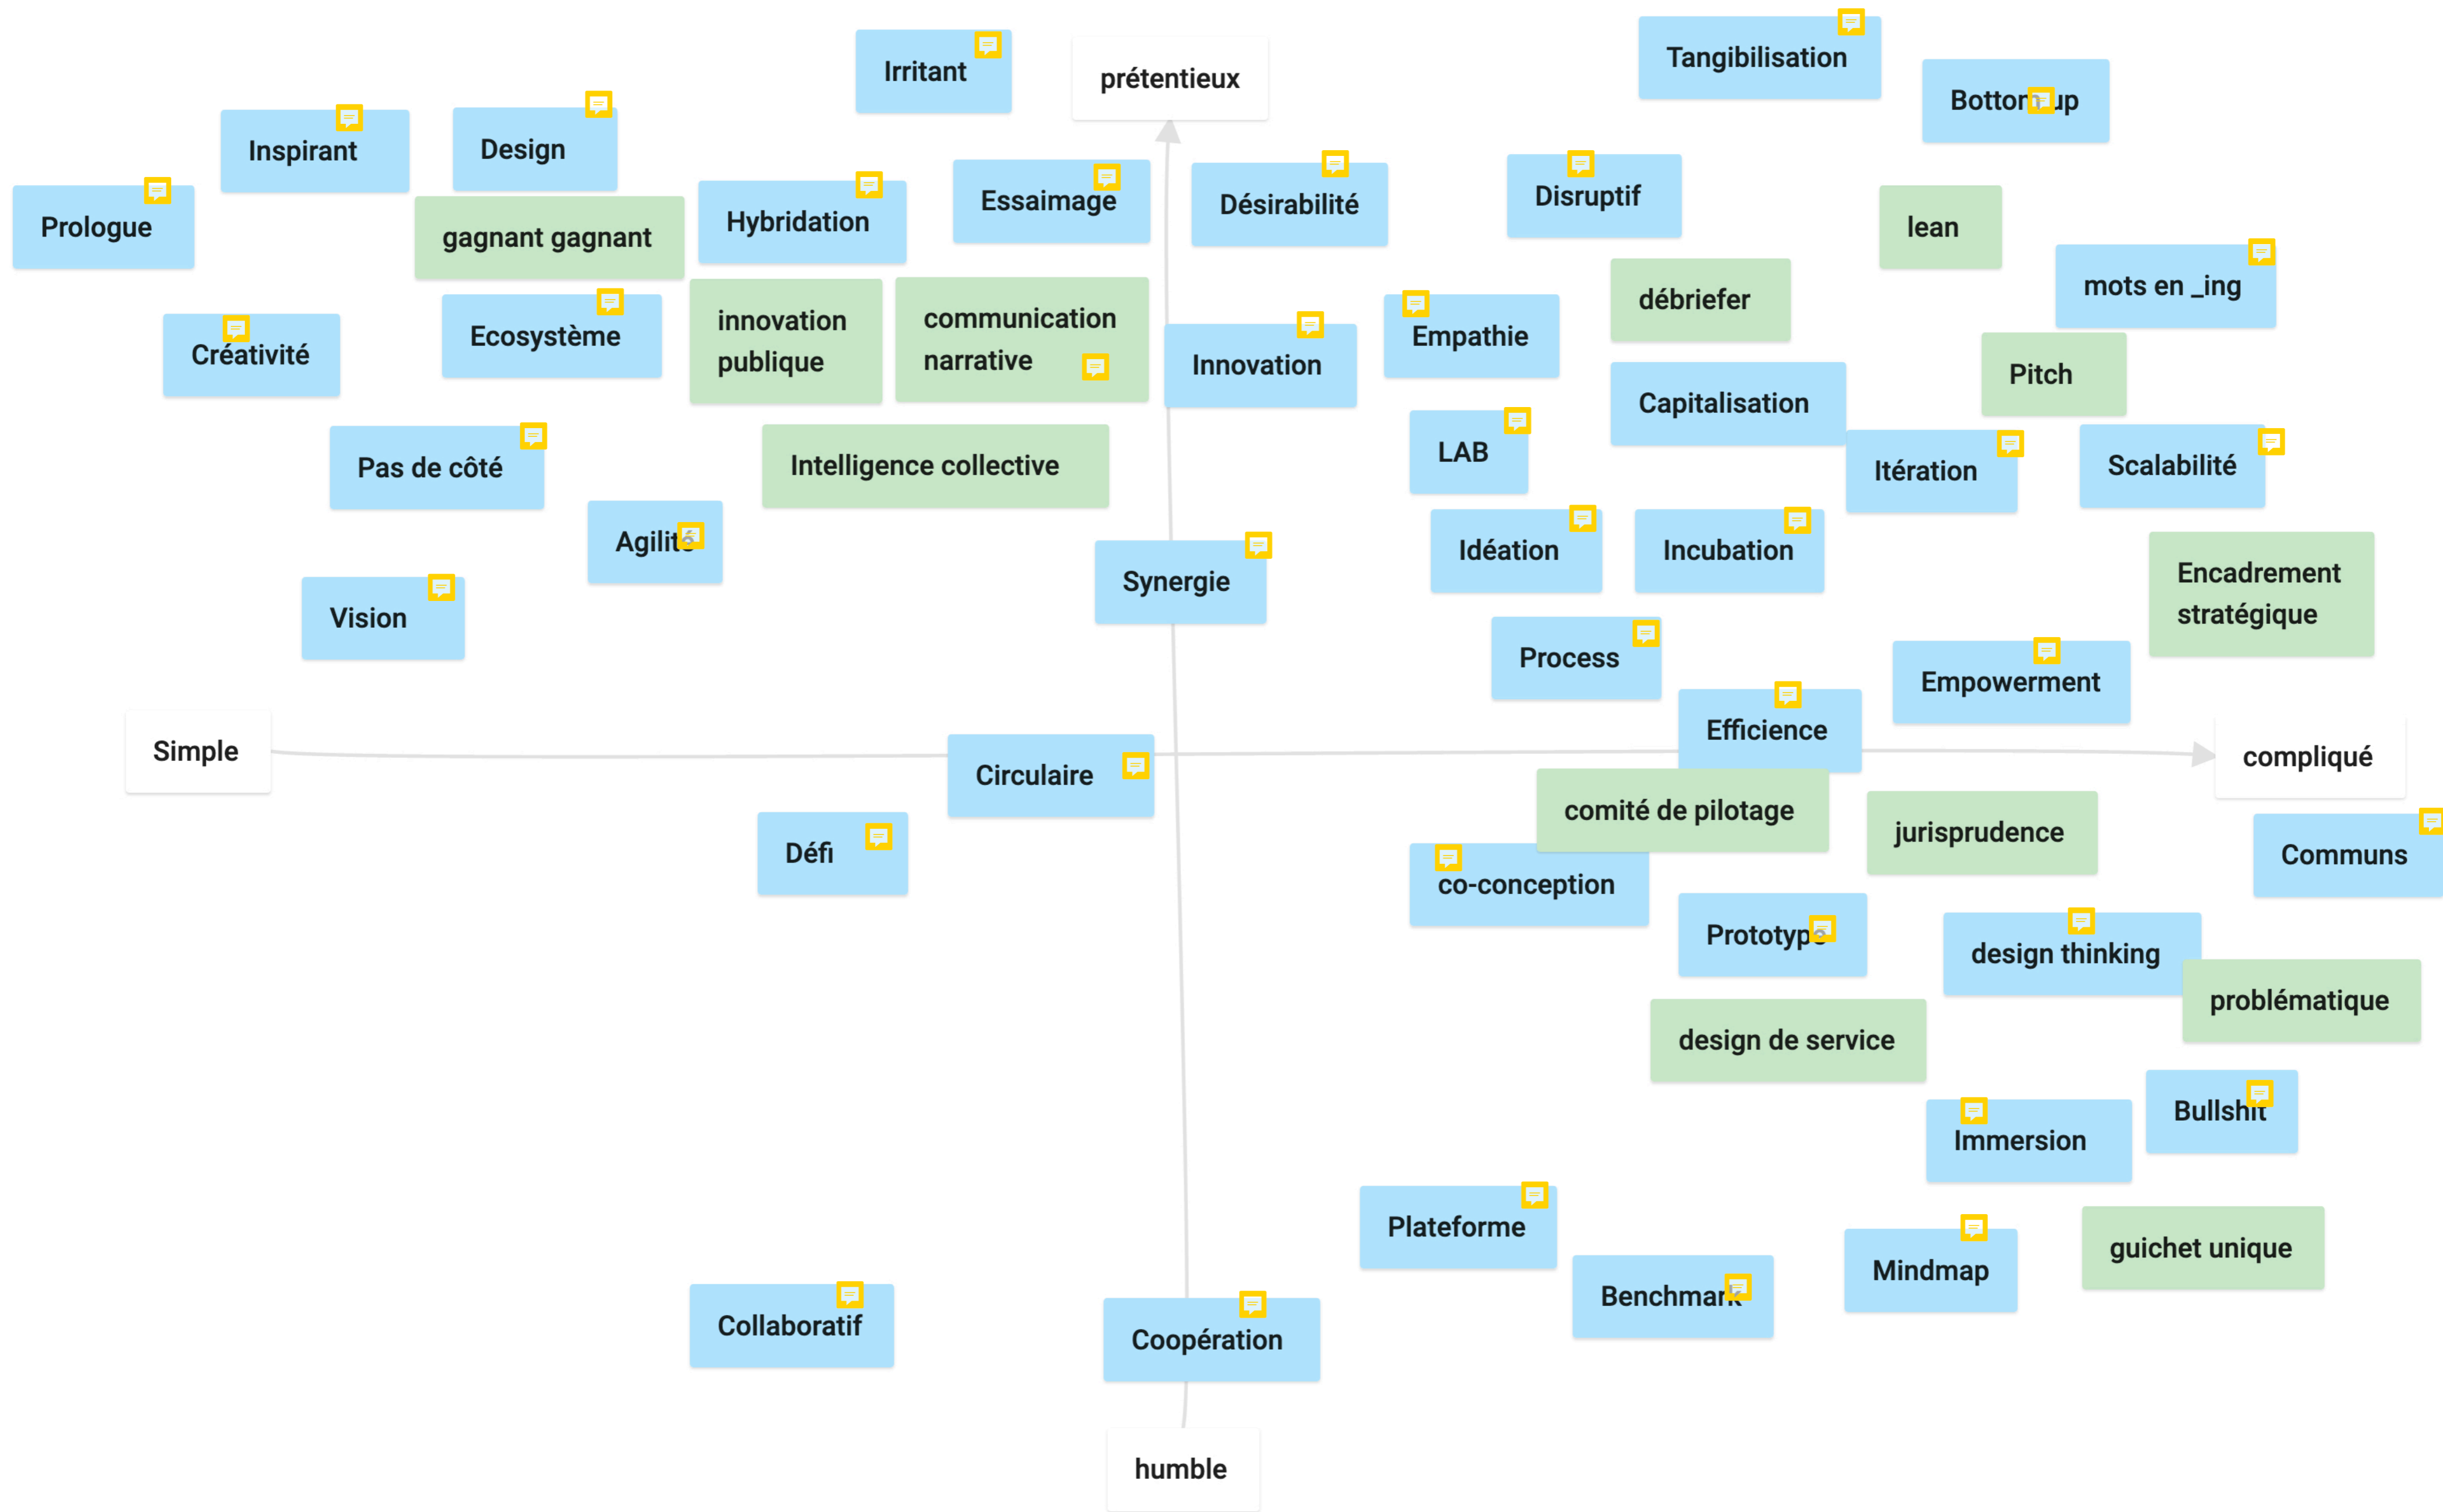 Tangibilisation
Irritant
prétentieux
Bottom up
Inspirant
Design
Prologue
gagnant gagnant
Hybridation
Essaimage
Désirabilité
Disruptif
lean
mots en _ing
débriefer
Créativité
Ecosystème
innovation
publique
communication
narrative
Innovation
Empathie
Pitch
Capitalisation
LAB
Itération
Scalabilité
Pas de côté
Intelligence collective
Agilité
Synergie
Idéation
Incubation
Encadrement
stratégique
Vision
Process
Empowerment
Efficience
Simple
Circulaire
compliqué
comité de pilotage
jurisprudence
Défi
Communs
co-conception
Prototype
design thinking
problématique
design de service
Bullshit
Immersion
Plateforme
guichet unique
Mindmap
Benchmark
Collaboratif
Coopération
humble